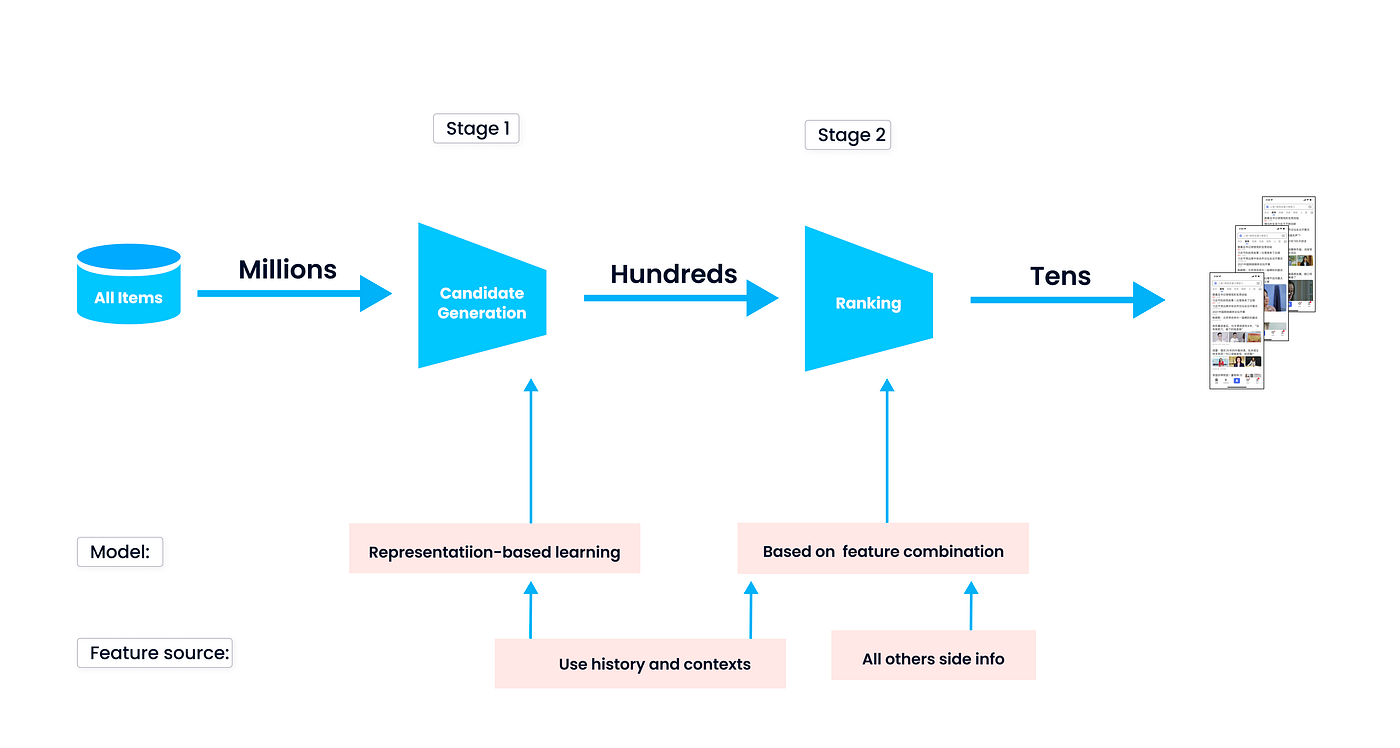 Stage 1
Stage 2
All Items
Millions
Candidate
Generation
Hundreds
Ranking
Tens
Model:
Representatiion-based learning
Based on feature combination
Feature source:
Use history and contexts
All others side info